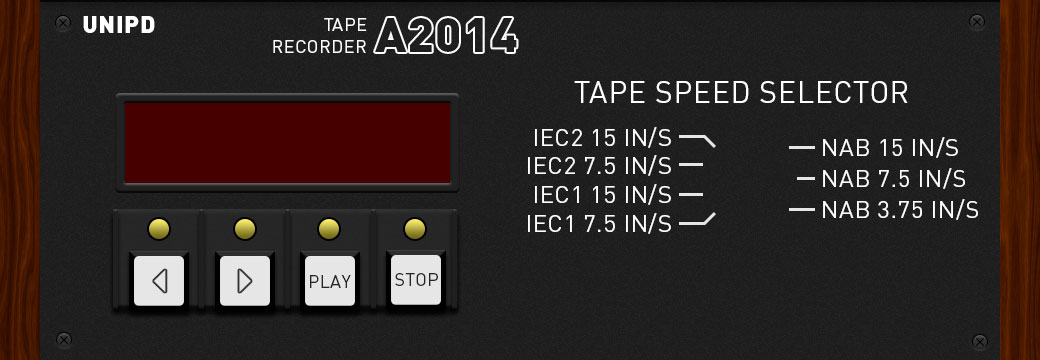 UNIPD
TAPE
RECORDER A2014
TAPE SPEED SELECTOR
IEC2 15 IN/S
IEC2 7.5 IN/S
IEC1 15 IN/S
IEC1 7.5 IN/S
NAB 15 IN/S
NAB 7.5 IN/S
NAB 3.75 IN/S
PLAY
STOP